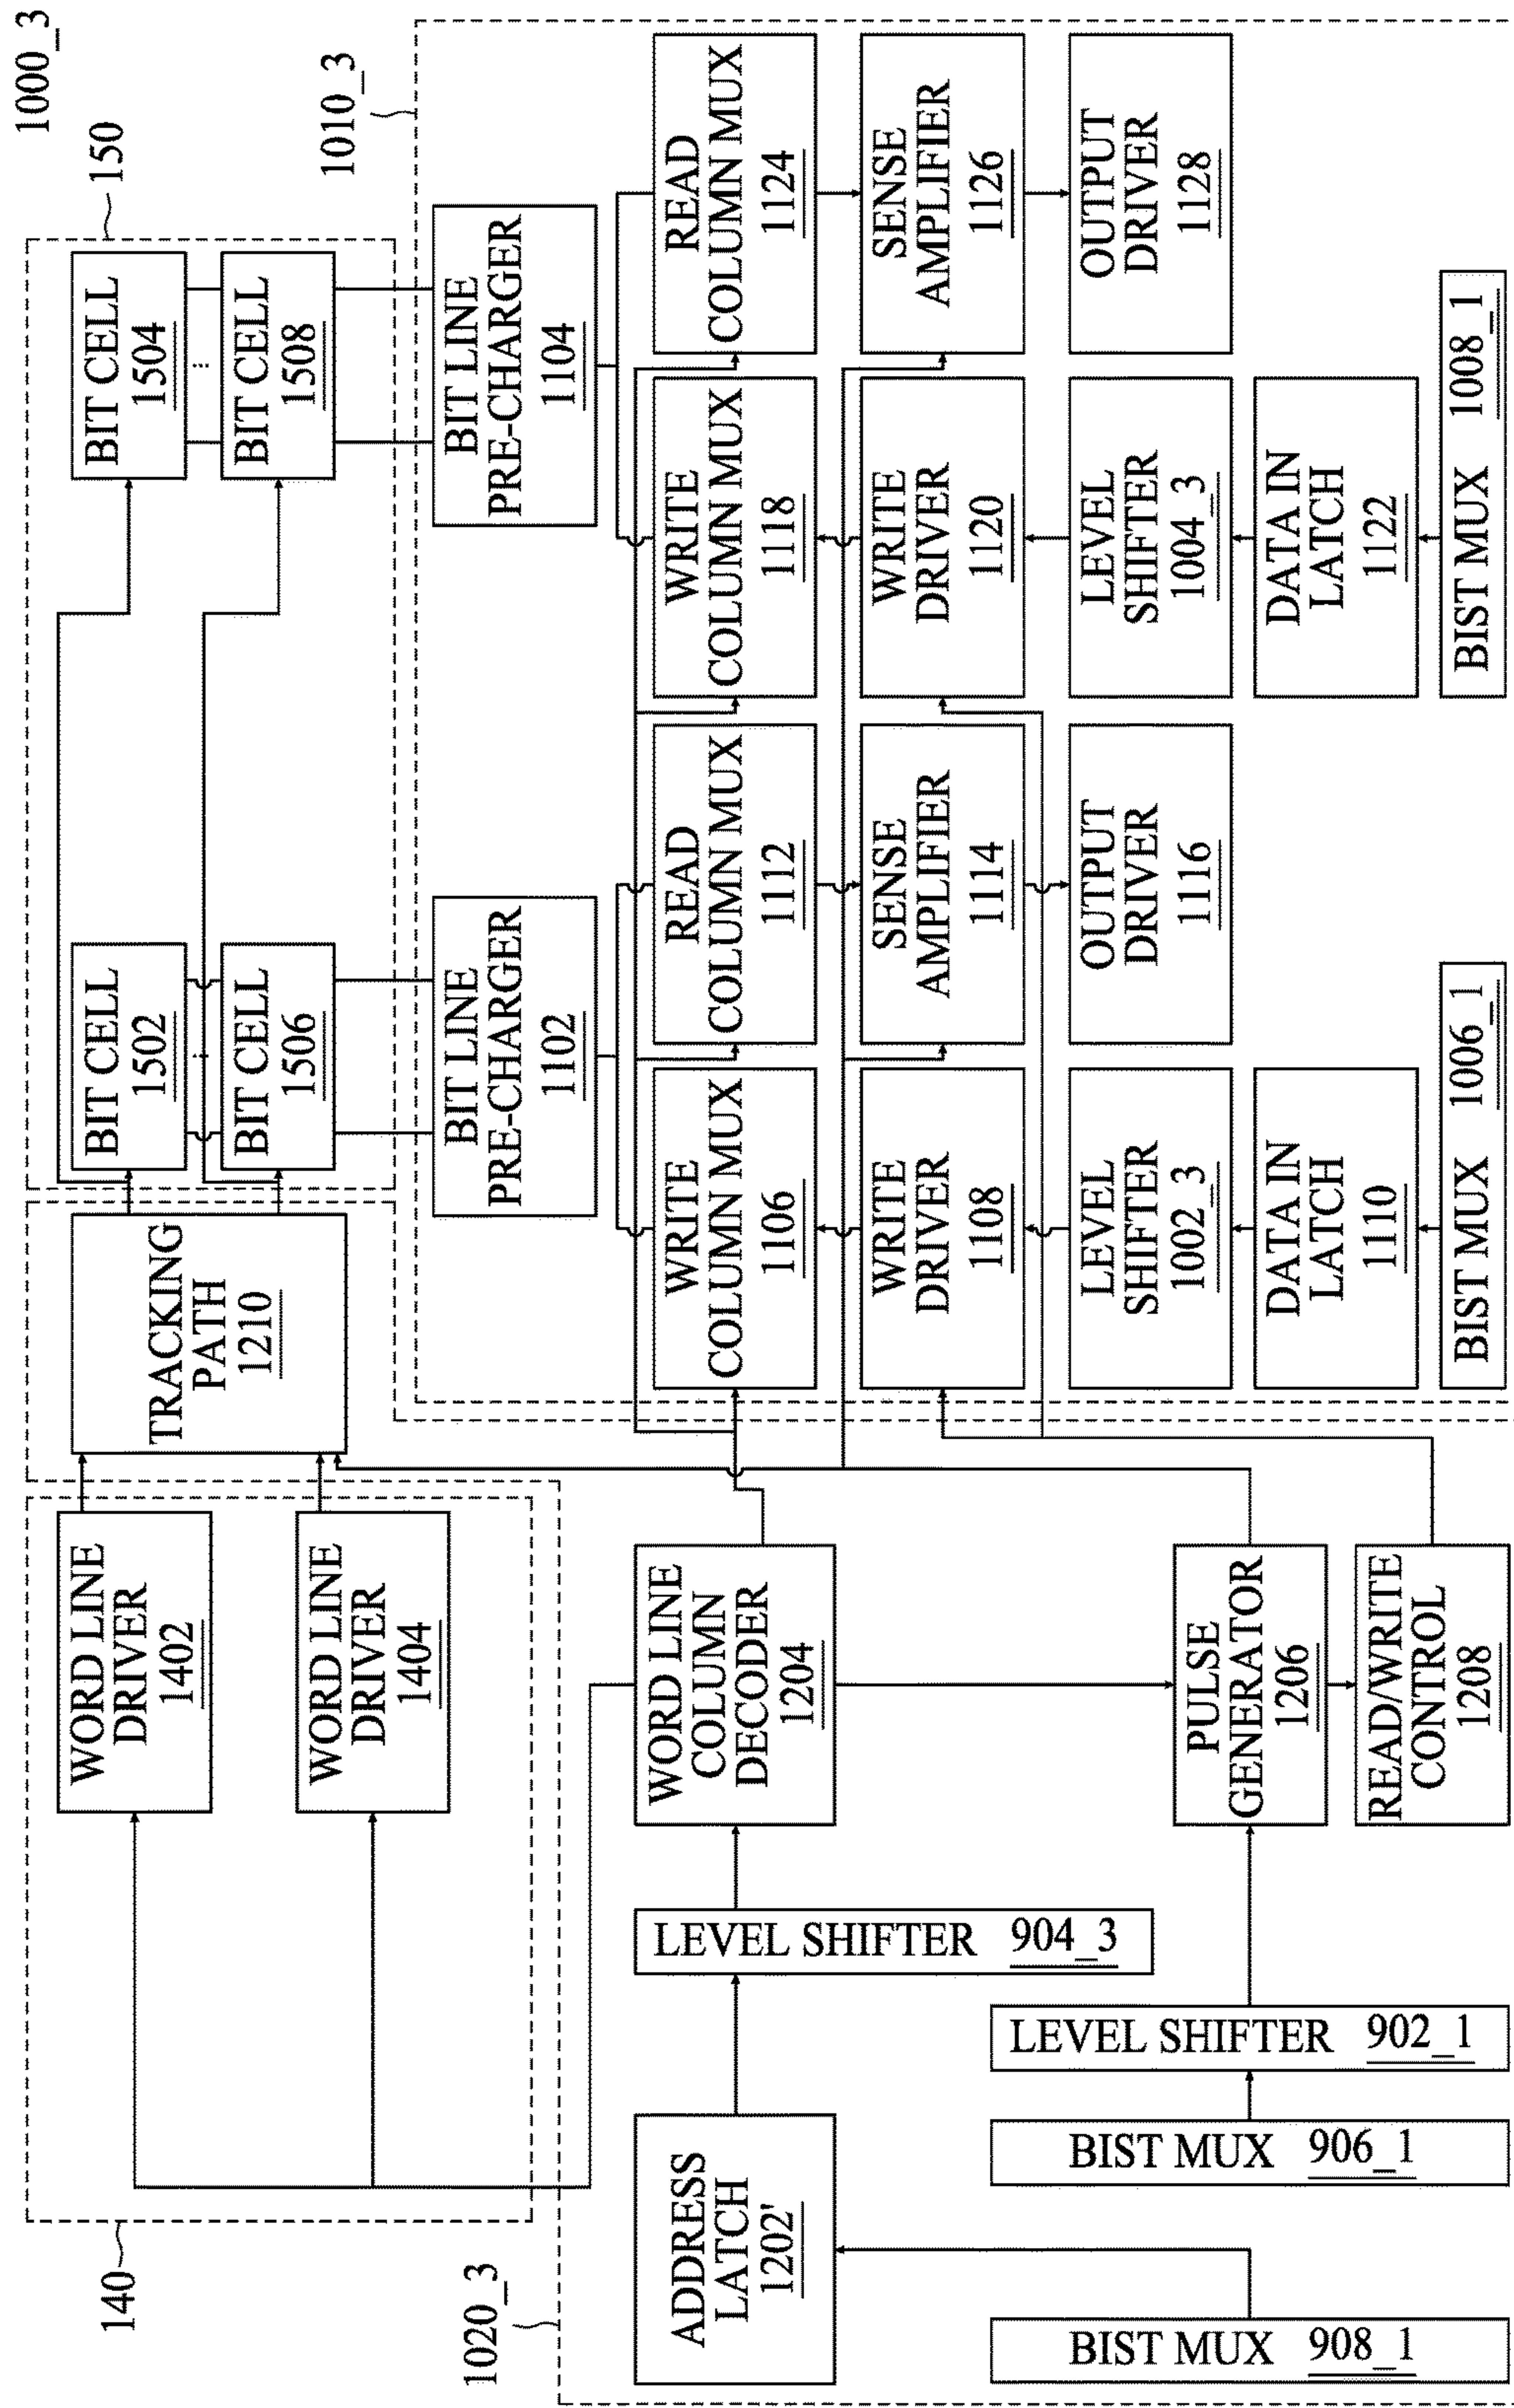 1000_3
140
150
1010_3
1020_3
WORD LINE
DRIVER
1402
WORD LINE
DRIVER
1404
TRACKING
PATH
1210
BIT CELL
1502
...
BIT CELL
1506
BIT CELL
1504
...
BIT CELL
1508
BIT LINE
PRE-CHARGER
1102
BIT LINE
PRE-CHARGER
1104
ADDRESS
LATCH
1202'
LEVEL SHIFTER 904_3
WORD LINE
COLUMN
DECODER
1204
WRITE
COLUMN MUX
1106
READ
COLUMN MUX
1112
WRITE
COLUMN MUX
1118
READ
COLUMN MUX
1124
WRITE
DRIVER
1108
SENSE
AMPLIFIER
1114
WRITE
DRIVER
1120
SENSE
AMPLIFIER
1126
BIST MUX 908_1
BIST MUX 906_1
LEVEL SHIFTER 902_1
PULSE
GENERATOR
1206
READ/WRITE
CONTROL
1208
LEVEL
SHIFTER
1002_3
OUTPUT
DRIVER
1116
LEVEL
SHIFTER
1004_3
OUTPUT
DRIVER
1128
DATA IN
LATCH
1110
DATA IN
LATCH
1122
BIST MUX 1006_1
BIST MUX 1008_1